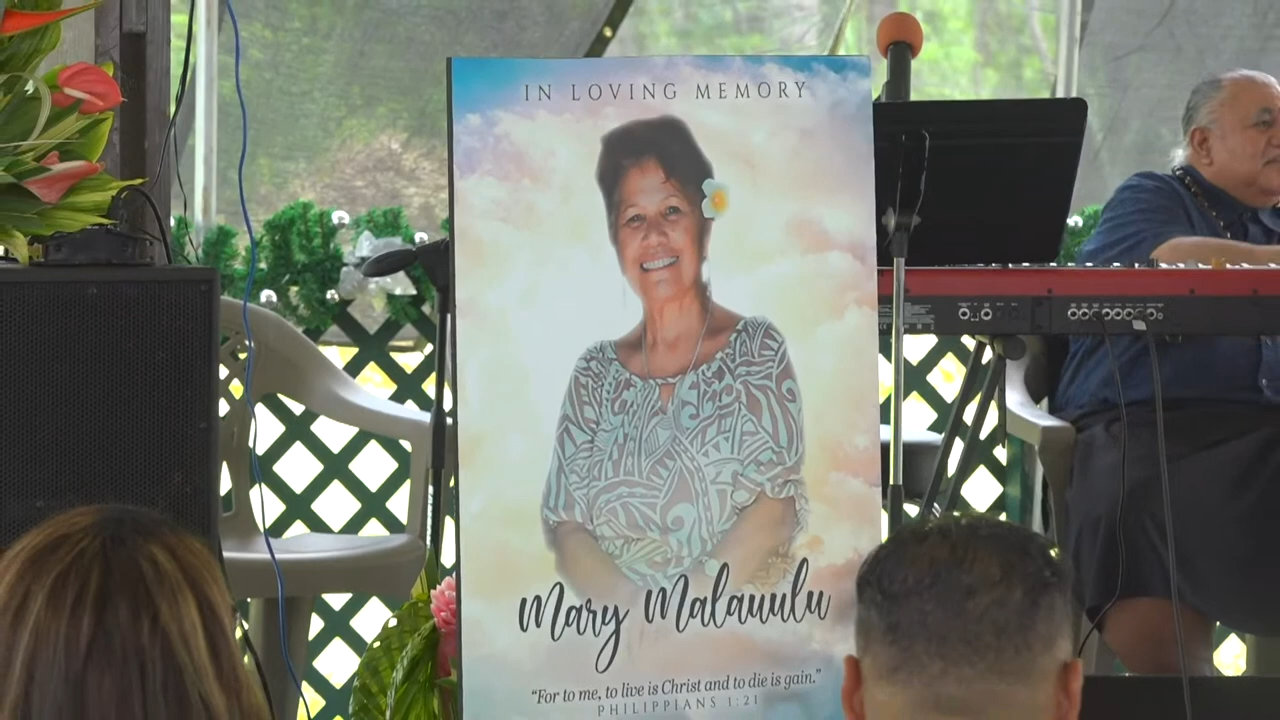 IN LOVING MEMORY
Mary Malauulu
“For to me, to live is Christ and to die is gain.”
PHILIPPIANS 1:21